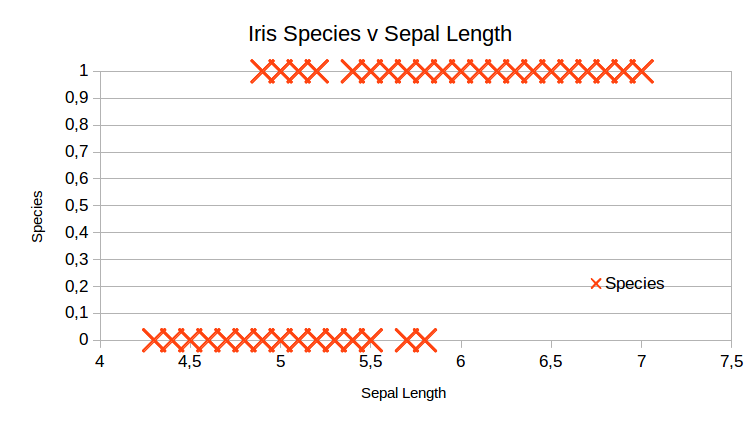 Iris Species v Sepal Length
1
0,9
0,8
0,7
0,6
0,5
0,4
0,3
0,2
0,1
0
Species
Species
4 4,5 5 5,5 6 6,5 7 7,5
Sepal Length